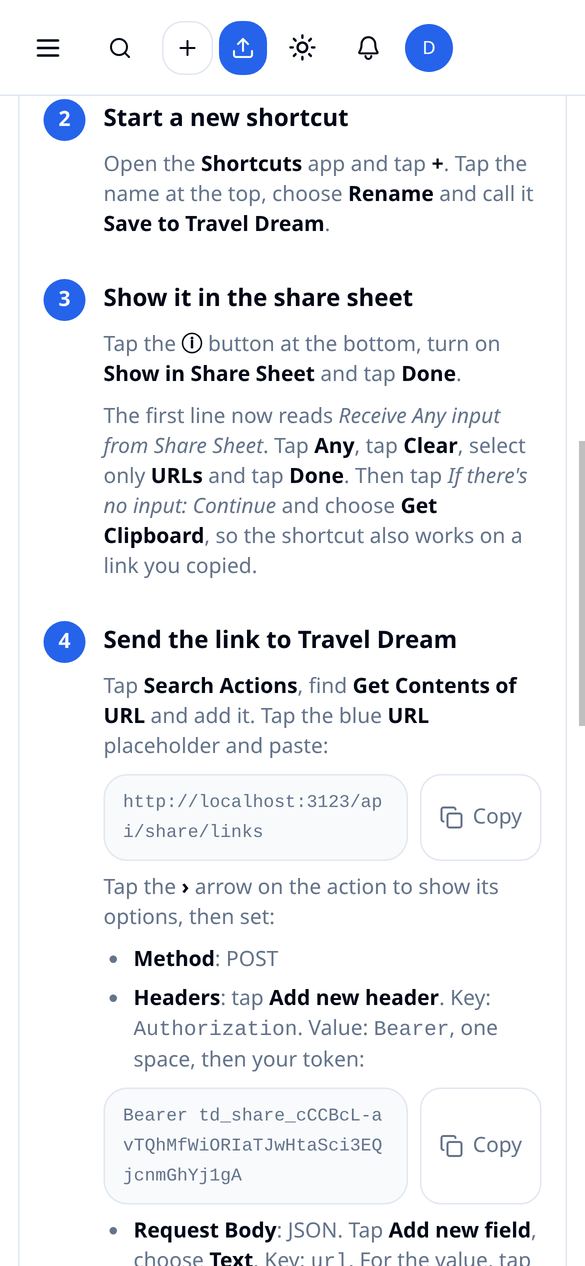 D
2 Start a new shortcut
Open the Shortcuts app and tap +. Tap the
name at the top, choose Rename and call it
Save to Travel Dream.
3 Show it in the share sheet
Tap the ⓘ button at the bottom, turn on
Show in Share Sheet and tap Done.
The first line now reads Receive Any input
from Share Sheet. Tap Any, tap Clear, select
only URLs and tap Done. Then tap If there's
no input: Continue and choose Get
Clipboard, so the shortcut also works on a
link you copied.
4 Send the link to Travel Dream
Tap Search Actions, find Get Contents of
URL and add it. Tap the blue URL
placeholder and paste:
http://localhost:3123/ap
i/share/links
Copy
Tap the › arrow on the action to show its
options, then set:
• Method: POST
• Headers: tap Add new header. Key:
Authorization. Value: Bearer, one
space, then your token:
Bearer td_share_cCCBcL-a
vTQhMfWiORIaTJwHtaSci3EQ
jcnmGhYj1gA
Copy
• Request Body: JSON. Tap Add new field,
choose Text. Key: url. For the value, tap